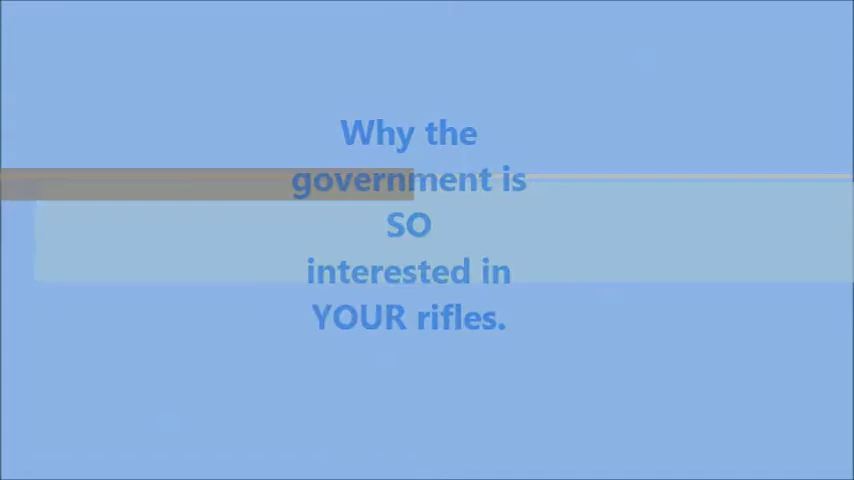 Why the
government is
SO
interested in
YOUR rifles.